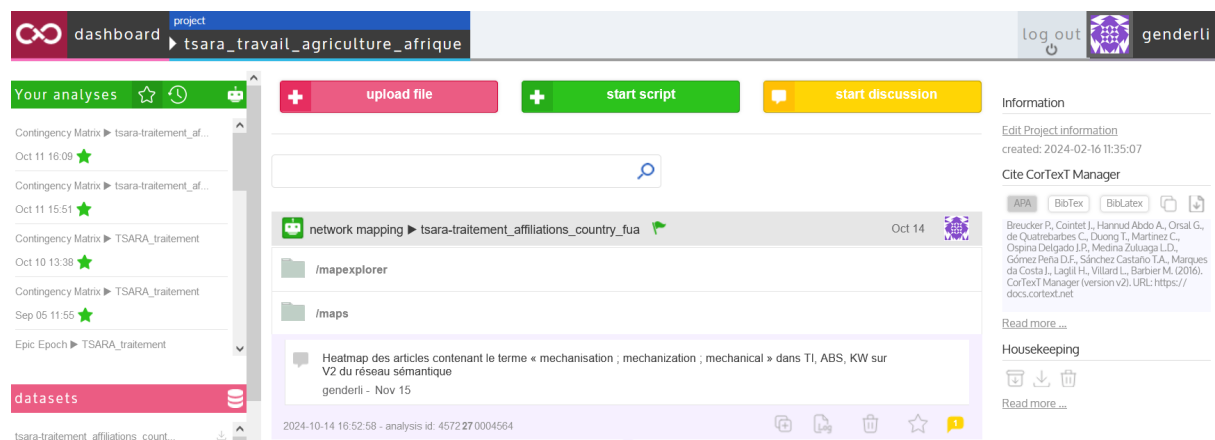 dashboard
project
tsara_travail_agriculture_afrique
log out
genderli
Your analyses
Contingency Matrix ▶ tsara-traitement_af...
Oct 11 16:09
Contingency Matrix ▶ tsara-traitement_af...
Oct 11 15:51
Contingency Matrix ▶ TSARA_traitement
Oct 10 13:38
Contingency Matrix ▶ TSARA_traitement
Sep 05 11:55
Epic Epoch ▶ TSARA_traitement
datasets
tsara-traitement_affiliations_count...
upload file
start script
start discussion
network mapping ▶ tsara-traitement_affiliations_country_fua
Oct 14
/mapexplorer
/maps
Heatmap des articles contenant le terme « mechanisation ; mechanization ; mechanical » dans TI, ABS, KW sur
V2 du réseau sémantique
genderli - Nov 15
2024-10-14 16:52:58 - analysis id: 4572270004564
Log
1
Information
Edit Project information
created: 2024-02-16 11:35:07
Cite CorTexT Manager
APA
BibTex
BibLatex
Breucker P., Cointet J., Hannud Abdo A., Orsal G.,
de Quatrebarbes C., Duong T., Martinez C.,
Ospina Delgado J.P., Medina Zuluaga L.D.,
Gómez Peña D.F., Sánchez Castaño T.A., Marques
da Costa J., Laglil H., Villard L., Barbier M. (2016).
CorTexT Manager (version v2). URL: https://
docs.cortext.net
Read more ...
Housekeeping
Read more ...